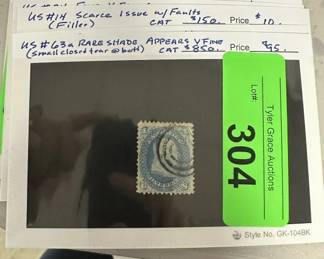 US #14 Scarce Issue w/ Faults
(Filler) CAT $150. Price $10.
US #63a RARE SHADE APPEARS V Fine
(small closed tear @ bott) CAT $850. Price $95.
Lot#:
304
Tyler Grace Auctions
Style No. GK-104BK